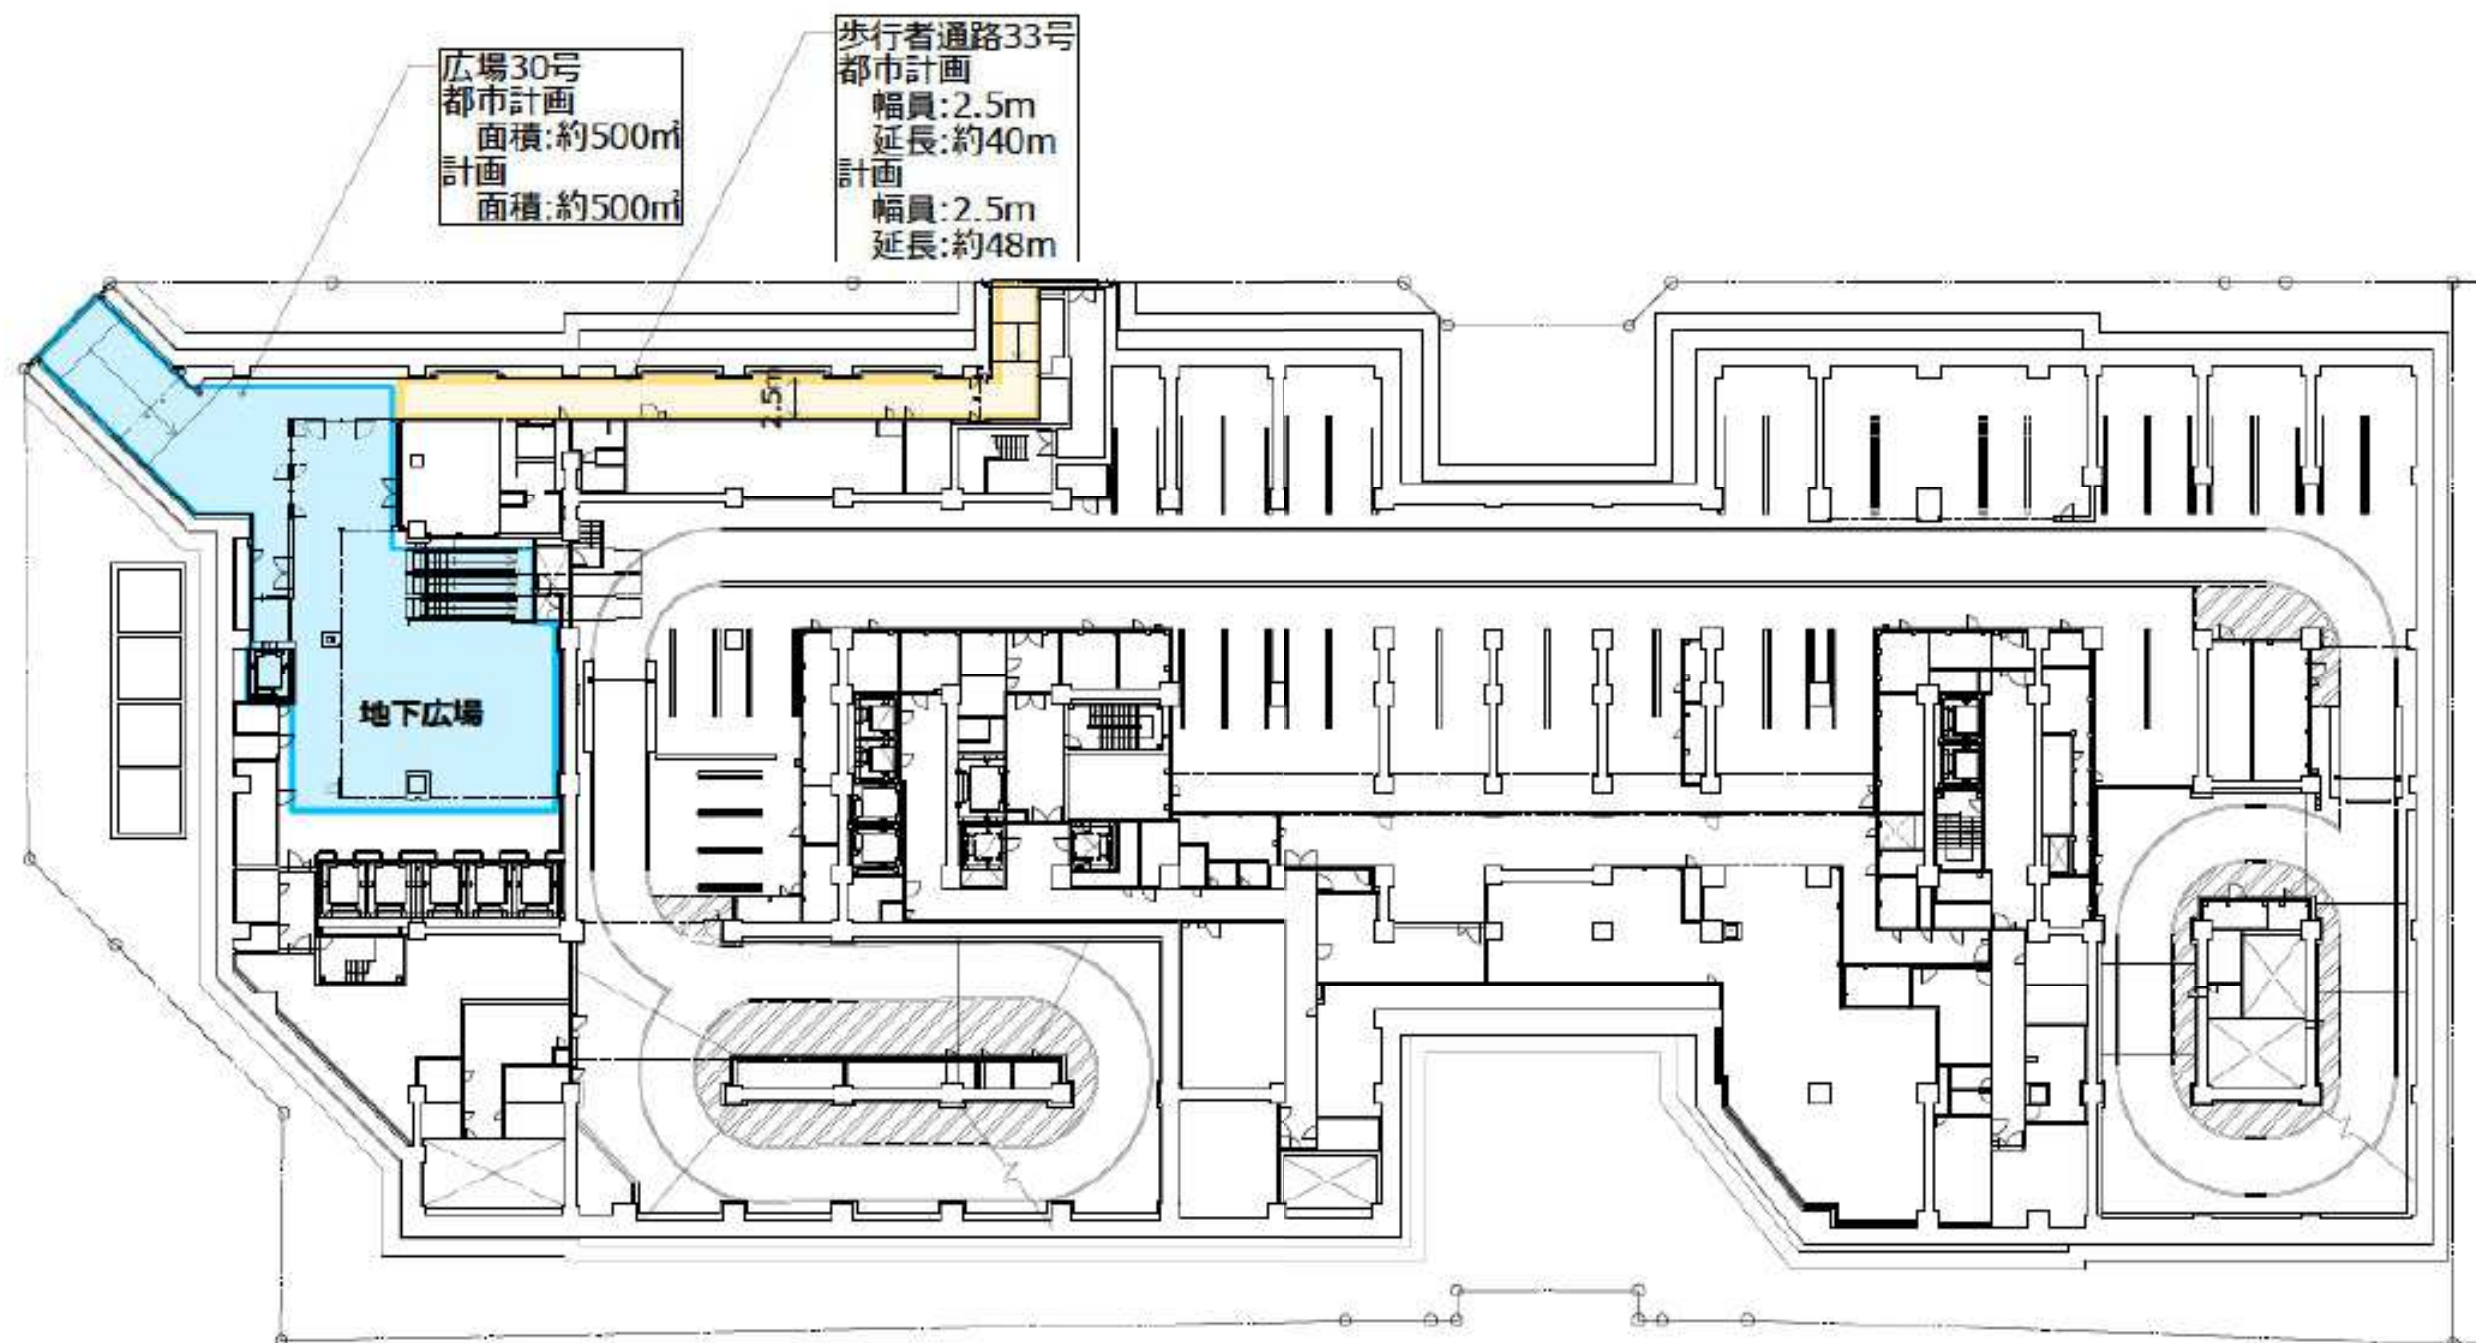 広場30号
都市計画
面積:約500㎡
計画
面積:約500㎡
歩行者通路33号
都市計画
幅員:2.5m
延長:約40m
計画
幅員:2.5m
延長:約48m
2.5m
地下広場